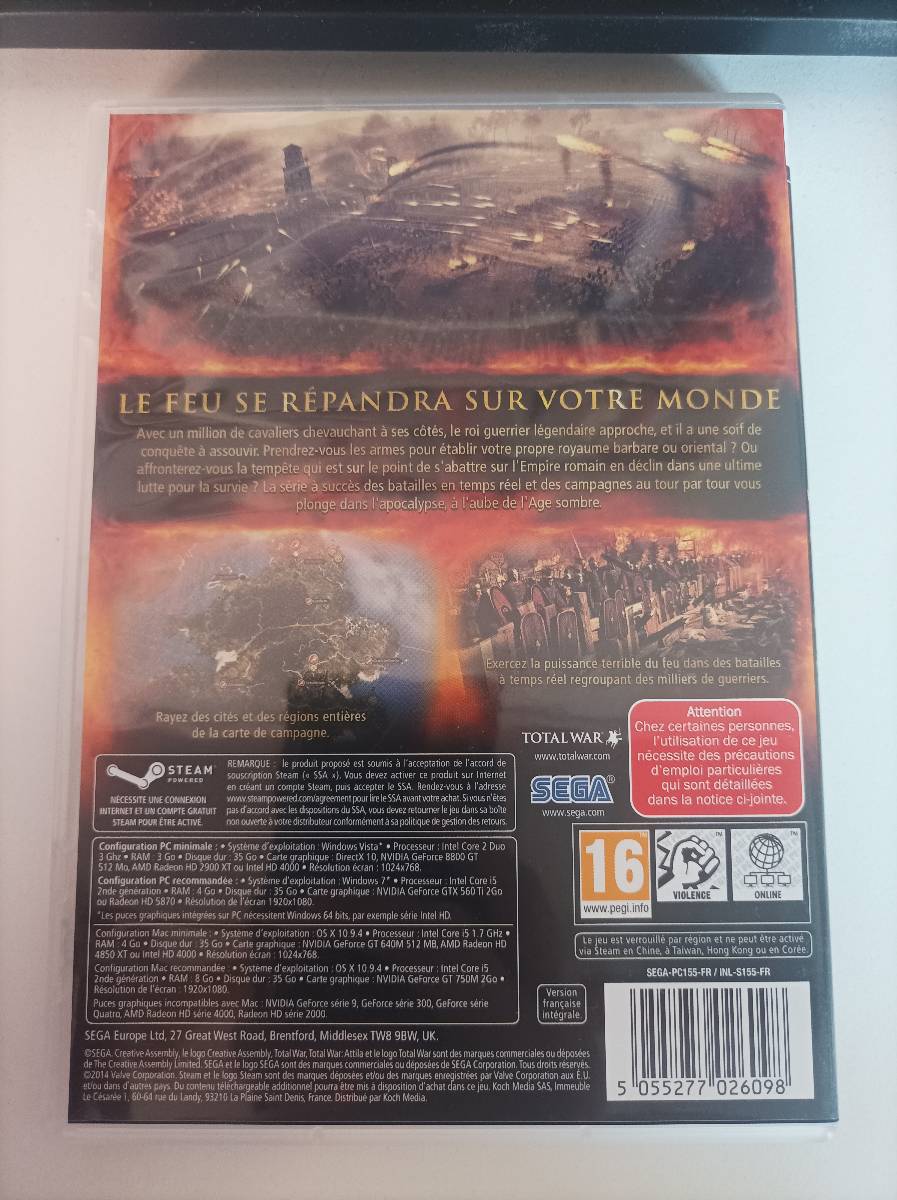 LE FEU SE RÉPANDRA SUR VOTRE MONDE
Avec un million de cavaliers chevauchant à ses côtés, le roi guerrier légendaire approche, et il a une soif de
conquête à assouvir. Prendrez-vous les armes pour établir votre propre royaume barbare ou oriental ? Ou
affronterez-vous la tempête qui est sur le point de s'abattre sur l'Empire romain en déclin dans une ultime
lutte pour la survie ? La série à succès des batailles en temps réel et des campagnes au tour par tour vous
plonge dans l'apocalypse, à l'aube de l'Age sombre.
Exercez la puissance terrible du feu dans des batailles
à temps réel regroupant des milliers de guerriers.
Rayez des cités et des régions entières
de la carte de campagne.
TOTAL WAR
www.totalwar.com
SEGA®
www.sega.com
Attention
Chez certaines personnes,
l'utilisation de ce jeu
nécessite des précautions
d'emploi particulières
qui sont détaillées
dans la notice ci-jointe.
STEAM™
POWERED
NÉCESSITE UNE CONNEXION
INTERNET ET UN COMPTE GRATUIT
STEAM POUR ÊTRE ACTIVÉ.
REMARQUE : le produit proposé est soumis à l'acceptation de l'accord de
souscription Steam (« SSA »). Vous devez activer ce produit sur Internet
en créant un compte Steam, puis accepter le SSA. Rendez-vous à l'adresse
www.steampowered.com/agreement pour lire le SSA avant votre achat. Si vous n'êtes
pas d'accord avec les dispositions du SSA, vous devez retourner le jeu dans sa boîte
non ouverte à votre distributeur conformément à sa politique de gestion des retours.
Configuration PC minimale : • Système d'exploitation : Windows Vista* • Processeur : Intel Core 2 Duo
3 Ghz • RAM : 3 Go • Disque dur : 35 Go • Carte graphique : DirectX 10, NVIDIA GeForce 8800 GT
512 Mo, AMD Radeon HD 2900 XT ou Intel HD 4000 • Résolution écran : 1024x768.
Configuration PC recommandée : • Système d'exploitation : Windows 7* • Processeur : Intel Core i5
2nde génération • RAM : 4 Go • Disque dur : 35 Go • Carte graphique : NVIDIA GeForce GTX 560 Ti 2Go
ou Radeon HD 5870 • Résolution de l'écran 1920x1080.
*Les puces graphiques intégrées sur PC nécessitent Windows 64 bits, par exemple série Intel HD.
Configuration Mac minimale : • Système d'exploitation : OS X 10.9.4 • Processeur : Intel Core i5 1.7 GHz •
RAM : 4 Go • Disque dur : 35 Go • Carte graphique : NVIDIA GeForce GT 640M 512 MB, AMD Radeon HD
4850 XT ou Intel HD 4000 • Résolution écran : 1024x768.
Configuration Mac recommandée : • Système d'exploitation : OS X 10.9.4 • Processeur : Intel Core i5
2nde génération • RAM : 8 Go • Disque dur : 35 Go • Carte graphique : NVIDIA GeForce GT 750M 2Go •
Résolution de l'écran : 1920x1080.
Puces graphiques incompatibles avec Mac : NVIDIA GeForce série 9, GeForce série 300, GeForce série
Quatro, AMD Radeon HD série 4000, Radeon HD série 2000.
16
www.pegi.info
VIOLENCE
ONLINE
Le jeu est verrouillé par région et ne peut être activé
via Steam en Chine, à Taiwan, Hong Kong ou en Corée.
SEGA-PC155-FR / INL-S155-FR
Version
française
intégrale.
SEGA Europe Ltd, 27 Great West Road, Brentford, Middlesex TW8 9BW, UK.
©SEGA. Creative Assembly, le logo Creative Assembly, Total War, Total War: Attila et le logo Total War sont des marques commerciales ou déposées
de The Creative Assembly Limited. SEGA et le logo SEGA sont des marques commerciales ou déposées de SEGA Corporation. Tous droits réservés.
©2014 Valve Corporation. Steam et le logo Steam sont des marques déposées et/ou des marques enregistrées par Valve Corporation aux E.U.
et/ou dans d'autres pays. Du contenu téléchargeable additionnel pourra être mis à disposition d'achat dans ce jeu. Koch Media SAS, Immeuble
Le Césarée 1, 60-64 rue du Landy, 93210 La Plaine Saint Denis, France. Distribué par Koch Media.
5 055277 026098